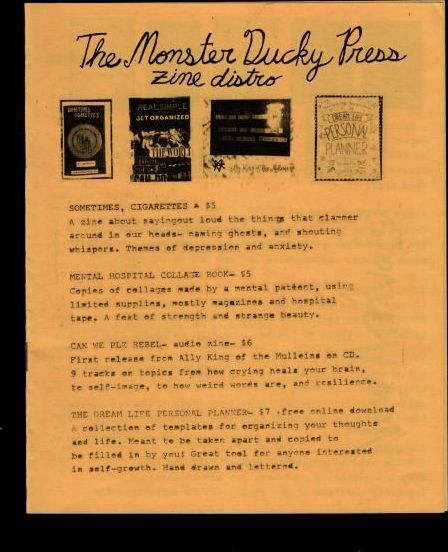 The Monster Ducky Press
zine distro
SOMETIMES CIGARETTES
REALSIMPLE
GET ORGANIZED
DREAM LIFE
PERSONAL
PLANNER
SOMETIMES, CIGARETTES & $5
A zine about sayingout loud the things that clammer
around in our heads- naming ghosts, and shouting
whispers. Themes of depression and anxiety.
MENTAL HOSPITAL COLLAGE BOOK- $5
Copies of collages made by a mental patient, using
limited supplies, mostly magazines and hospital
tape. A feat of strength and strange beauty.
CAN WE PLZ REBEL- audio zine- $6
First release from Ally King of the Mulleins on CD.
9 tracks on topics from how crying heals your brain,
to self-image, to how weird words are, and resilience.
THE DREAM LIFE PERSONAL PLANNER- $7 ,free online download
A collection of templates for organizing your thoughts
and life. Meant to be taken apart and copied to
be filled in by you! Great tool for anyone interested
in self-growth. Hand drawn and lettered.